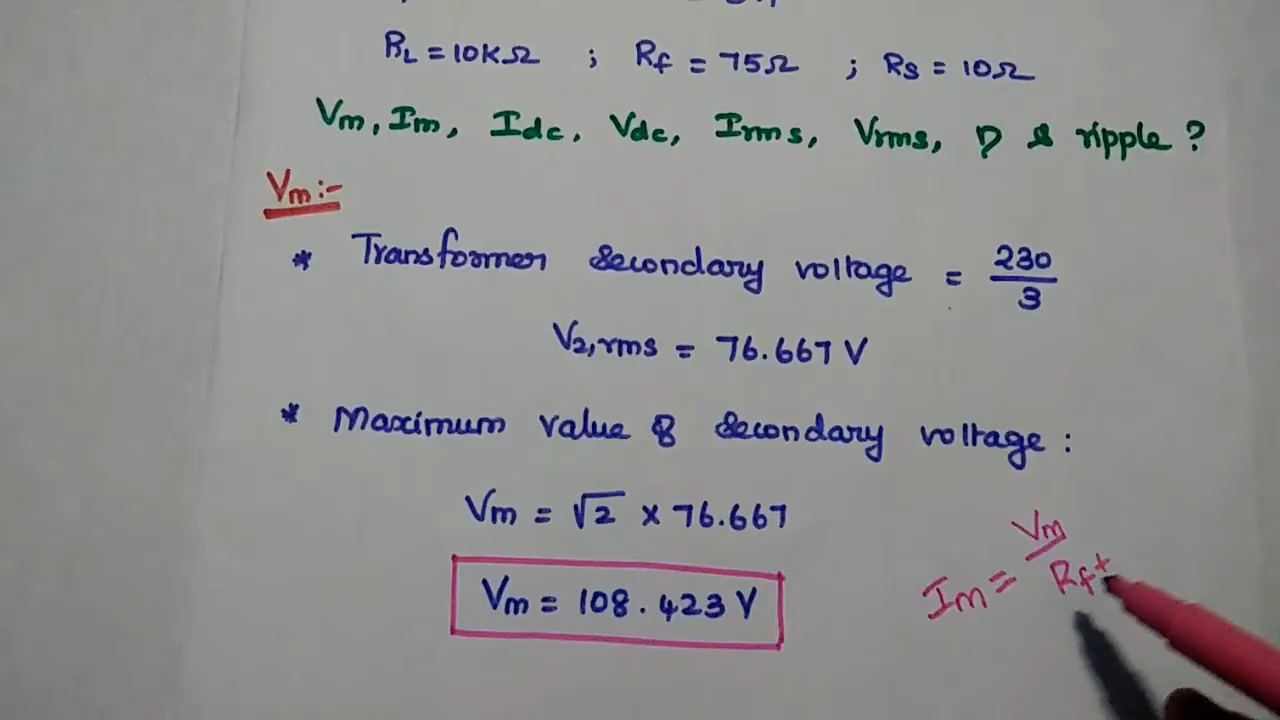 RL = 10KΩ ; Rf = 75Ω ; Rs = 10Ω
Vm, Im, Idc, Vdc, Irms, Vrms, η & ripple ?
Vm :-
* Transformer secondary voltage = 230/3
V2,rms = 76.667 V
* Maximum value of secondary voltage :
Vm = √2 × 76.667
Vm = 108.423 V
Im = Vm/Rf +